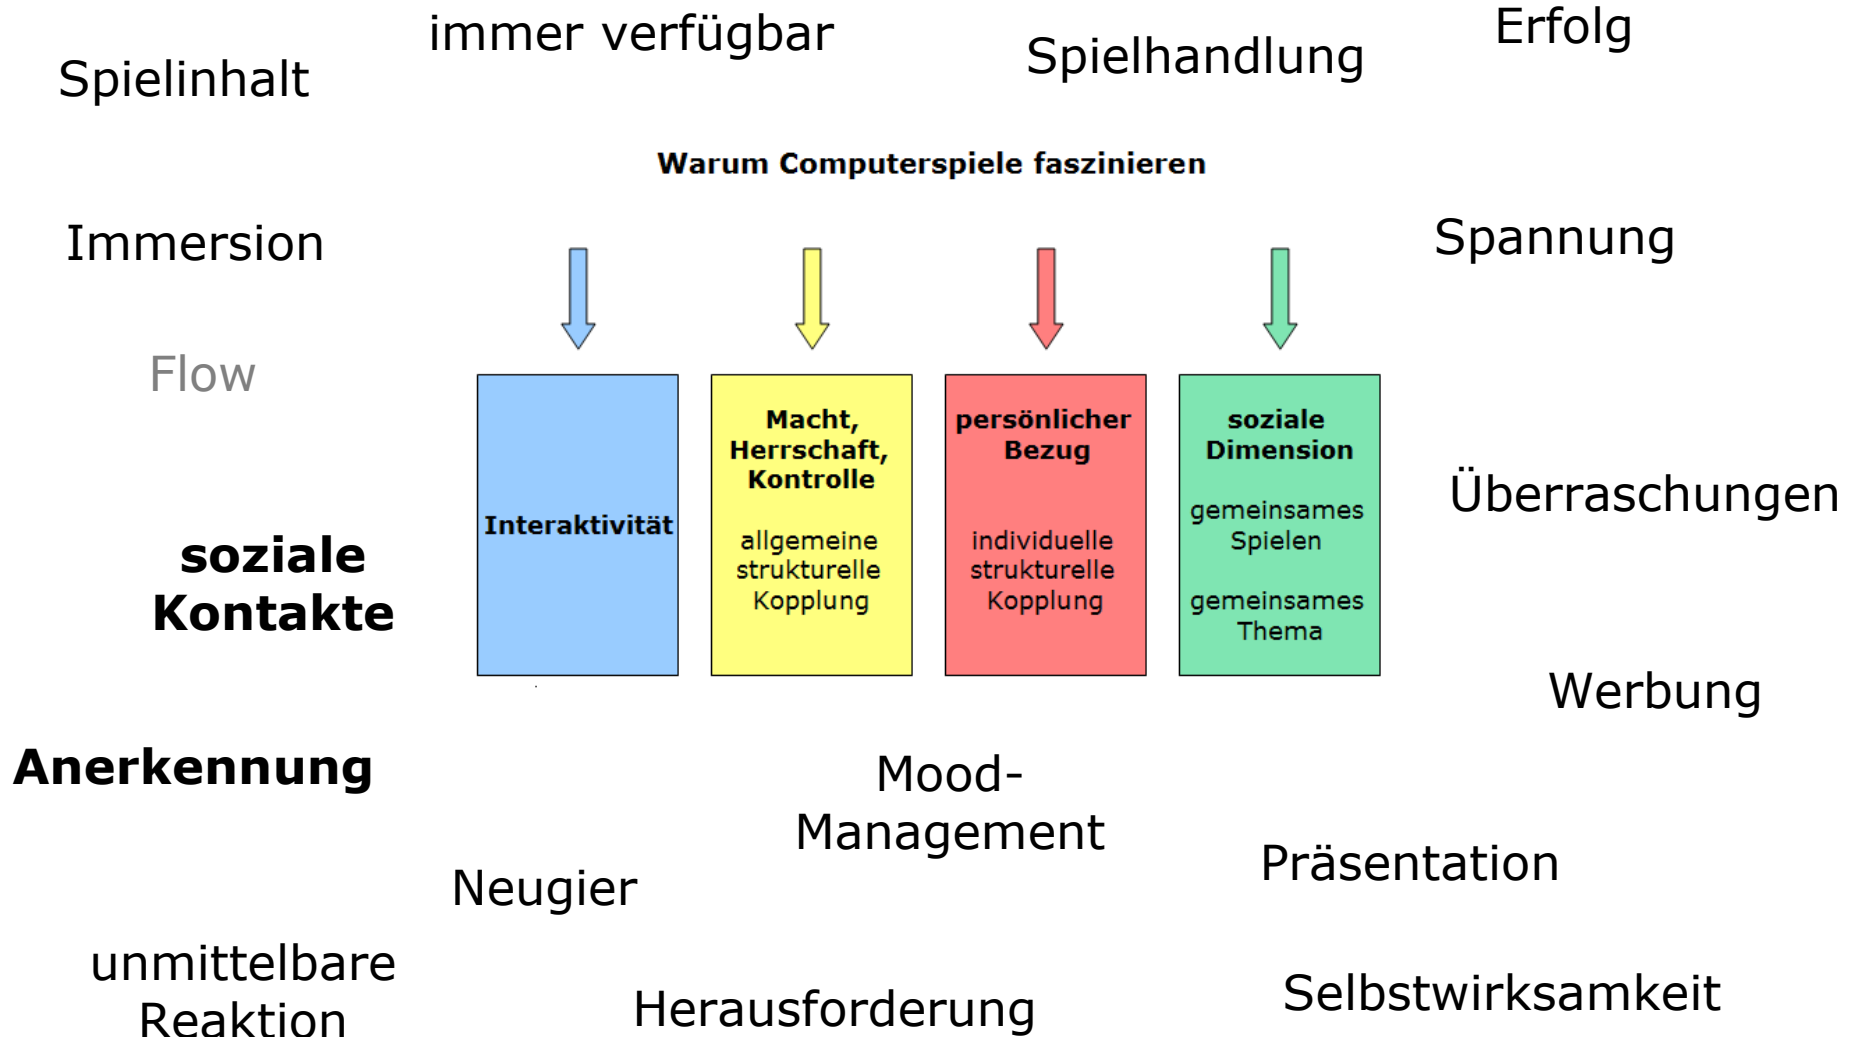 immer verfügbar
Erfolg
Spielhandlung
Spielinhalt
Warum Computerspiele faszinieren
Immersion
Spannung
Flow
Interaktivität
Macht,
Herrschaft,
Kontrolle
allgemeine
strukturelle
Kopplung
persönlicher
Bezug
individuelle
strukturelle
Kopplung
soziale
Dimension
gemeinsames
Spielen
gemeinsames
Thema
Überraschungen
soziale
Kontakte
Werbung
Anerkennung
Mood-
Management
Präsentation
Neugier
unmittelbare
Reaktion
Herausforderung
Selbstwirksamkeit